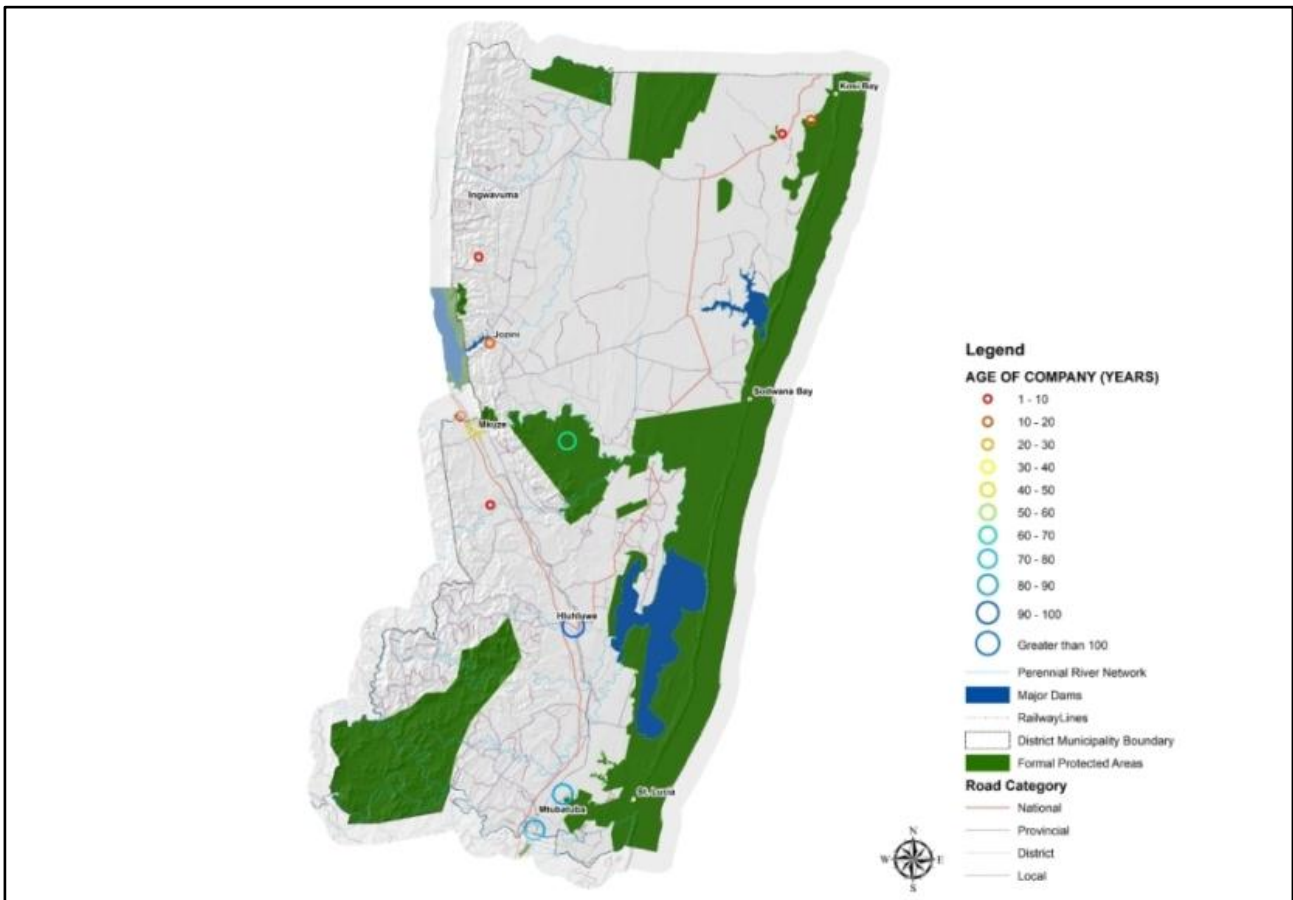 Kosi Bay
Ingwavuma
Jozini
Sodwana Bay
Mkuze
Hluhluwe
St. Lucia
Mtubatuba
Legend
AGE OF COMPANY (YEARS)
1 - 10
10 - 20
20 - 30
30 - 40
40 - 50
50 - 60
60 - 70
70 - 80
80 - 90
90 - 100
Greater than 100
Perennial River Network
Major Dams
RailwayLines
District Municipality Boundary
Formal Protected Areas
Road Category
National
Provincial
District
Local
N
W E
S